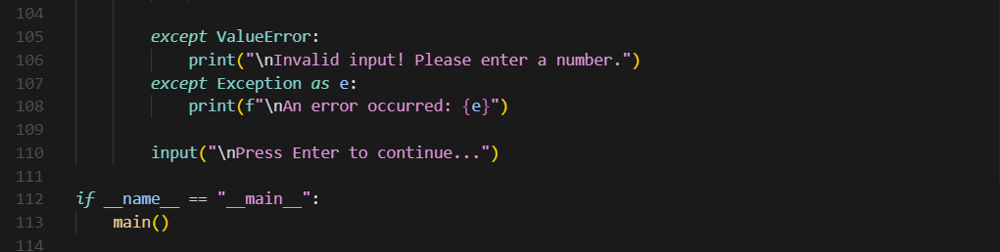 104
105 except ValueError:
106 print("\nInvalid input! Please enter a number.")
107 except Exception as e:
108 print(f"\nAn error occurred: {e}")
109
110 input("\nPress Enter to continue...")
111
112 if __name__ == "__main__":
113 main()
114